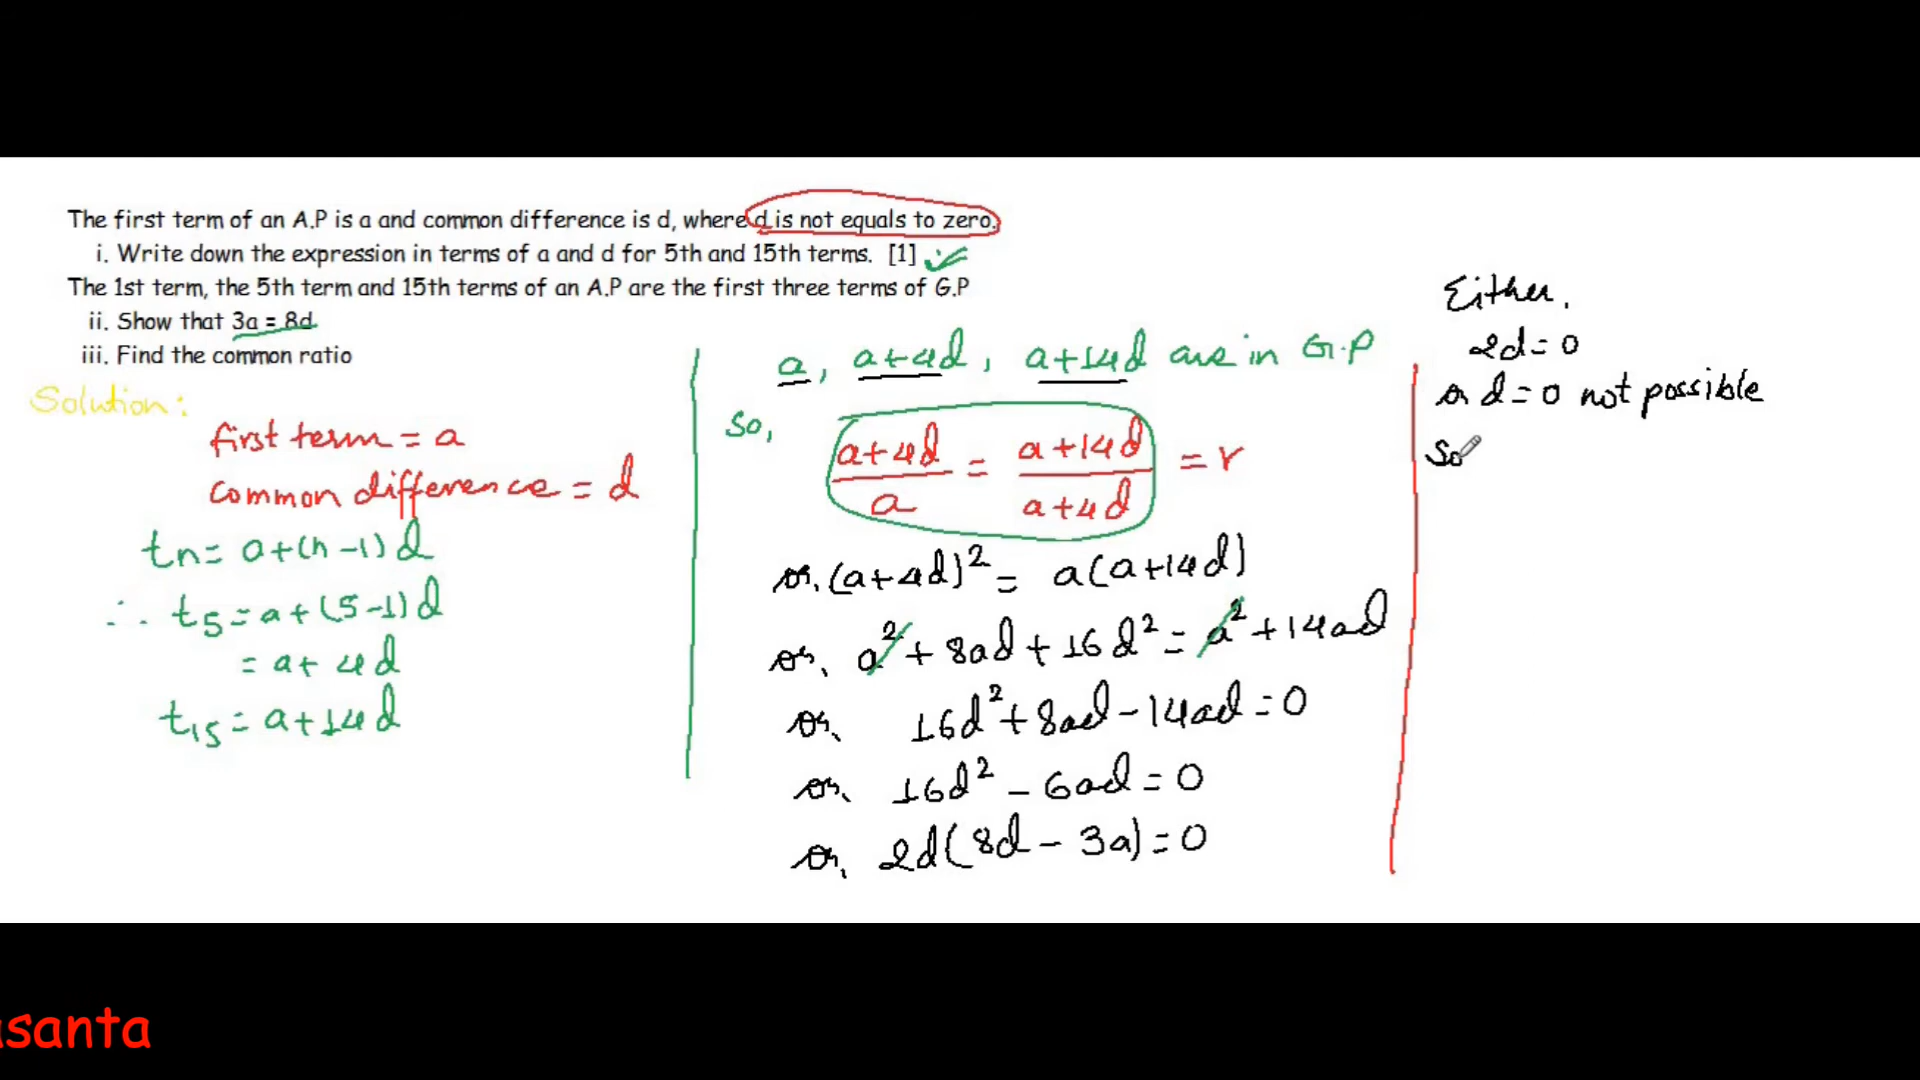 The first term of an A.P is a and common difference is d, where d is not equals to zero.
i. Write down the expression in terms of a and d for 5th and 15th terms. [1]
The 1st term, the 5th term and 15th terms of an A.P are the first three terms of G.P
ii. Show that 3a = 8d
iii. Find the common ratio
Solution:
first term = a
common difference = d
tn = a+(n-1)d
∴ t5 = a+(5-1)d
= a+4d
t15 = a+14d
a, a+4d, a+14d are in G.P
So,
(a+4d)/a = (a+14d)/(a+4d) = r
or, (a+4d)² = a(a+14d)
or, a² + 8ad + 16d² = a² + 14ad
or, 16d² + 8ad - 14ad = 0
or, 16d² - 6ad = 0
or, 2d(8d - 3a) = 0
Either,
2d = 0
or d = 0 not possible
So
asanta